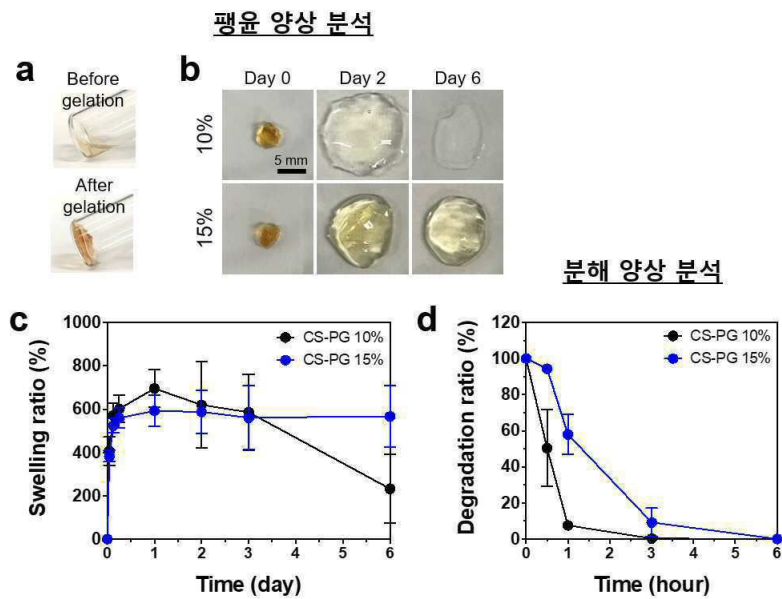 팽윤 양상 분석
a
Before
gelation
After
gelation
b
Day 0
Day 2
Day 6
10%
5 mm
15%
분해 양상 분석
c
Swelling ratio (%)
1000
800
600
400
200
0
CS-PG 10%
CS-PG 15%
0
1
2
3
4
5
6
Time (day)
d
Degradation ratio (%)
120
100
80
60
40
20
0
CS-PG 10%
CS-PG 15%
0
1
2
3
4
5
6
Time (hour)